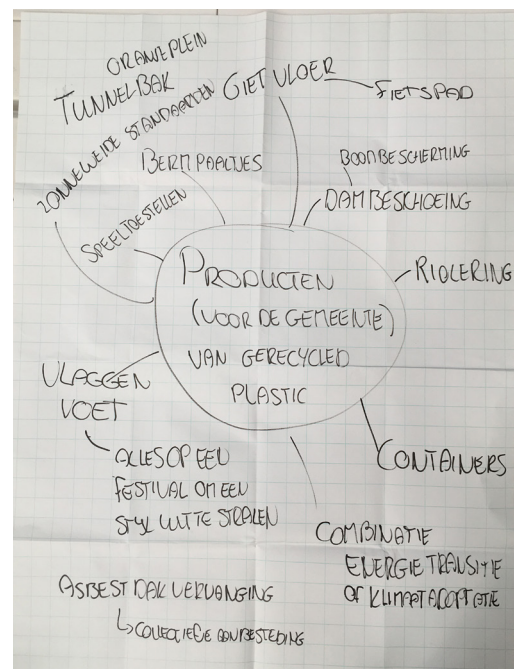 ORANJEPLEIN
TUNNELBAK
GIETVLOER
FIETSPAD
ZONNEWEIDE STANDAARDEN
BERMPAALTJES
BOOMBESCHERMING
DAMBESCHOEING
SPEELTOESTELLEN
RIOLERING
PRODUCTEN
(VOOR DE GEMEENTE)
VAN GERECYCLED
PLASTIC
VLAGGEN
VOET
ALLES OP EEN
FESTIVAL OM EEN
STYL UIT TE STRALEN
CONTAINERS
COMBINATIE
ENERGIETRANSITIE
OF KLIMAATADAPTATIE
ASBEST DAK VERVANGING
COLLECTIEVE AANBESTEDING